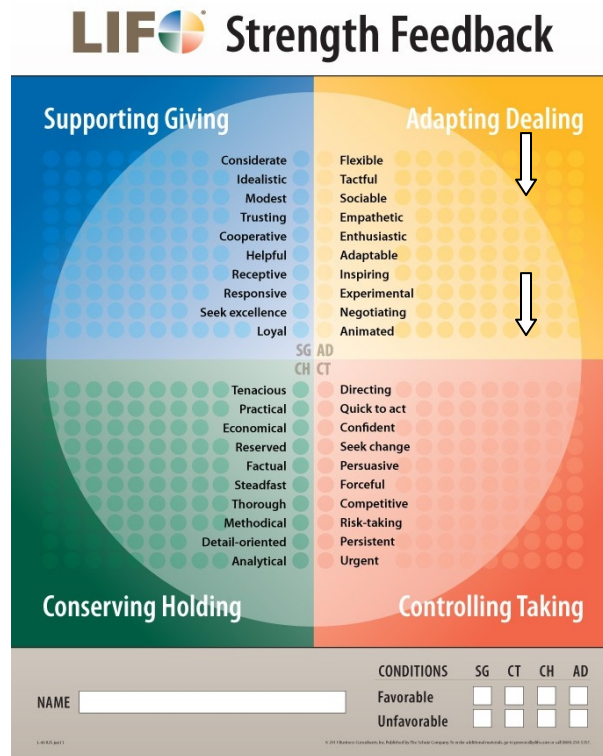 LIFO® Strength Feedback
Supporting Giving
Adapting Dealing
Considerate
Idealistic
Modest
Trusting
Cooperative
Helpful
Receptive
Responsive
Seek excellence
Loyal
Flexible
Tactful
Sociable
Empathetic
Enthusiastic
Adaptable
Inspiring
Experimental
Negotiating
Animated
SG AD
CH CT
Tenacious
Practical
Economical
Reserved
Factual
Steadfast
Thorough
Methodical
Detail-oriented
Analytical
Directing
Quick to act
Confident
Seek change
Persuasive
Forceful
Competitive
Risk-taking
Persistent
Urgent
Conserving Holding
Controlling Taking
NAME
CONDITIONS SG CT CH AD
Favorable
Unfavorable